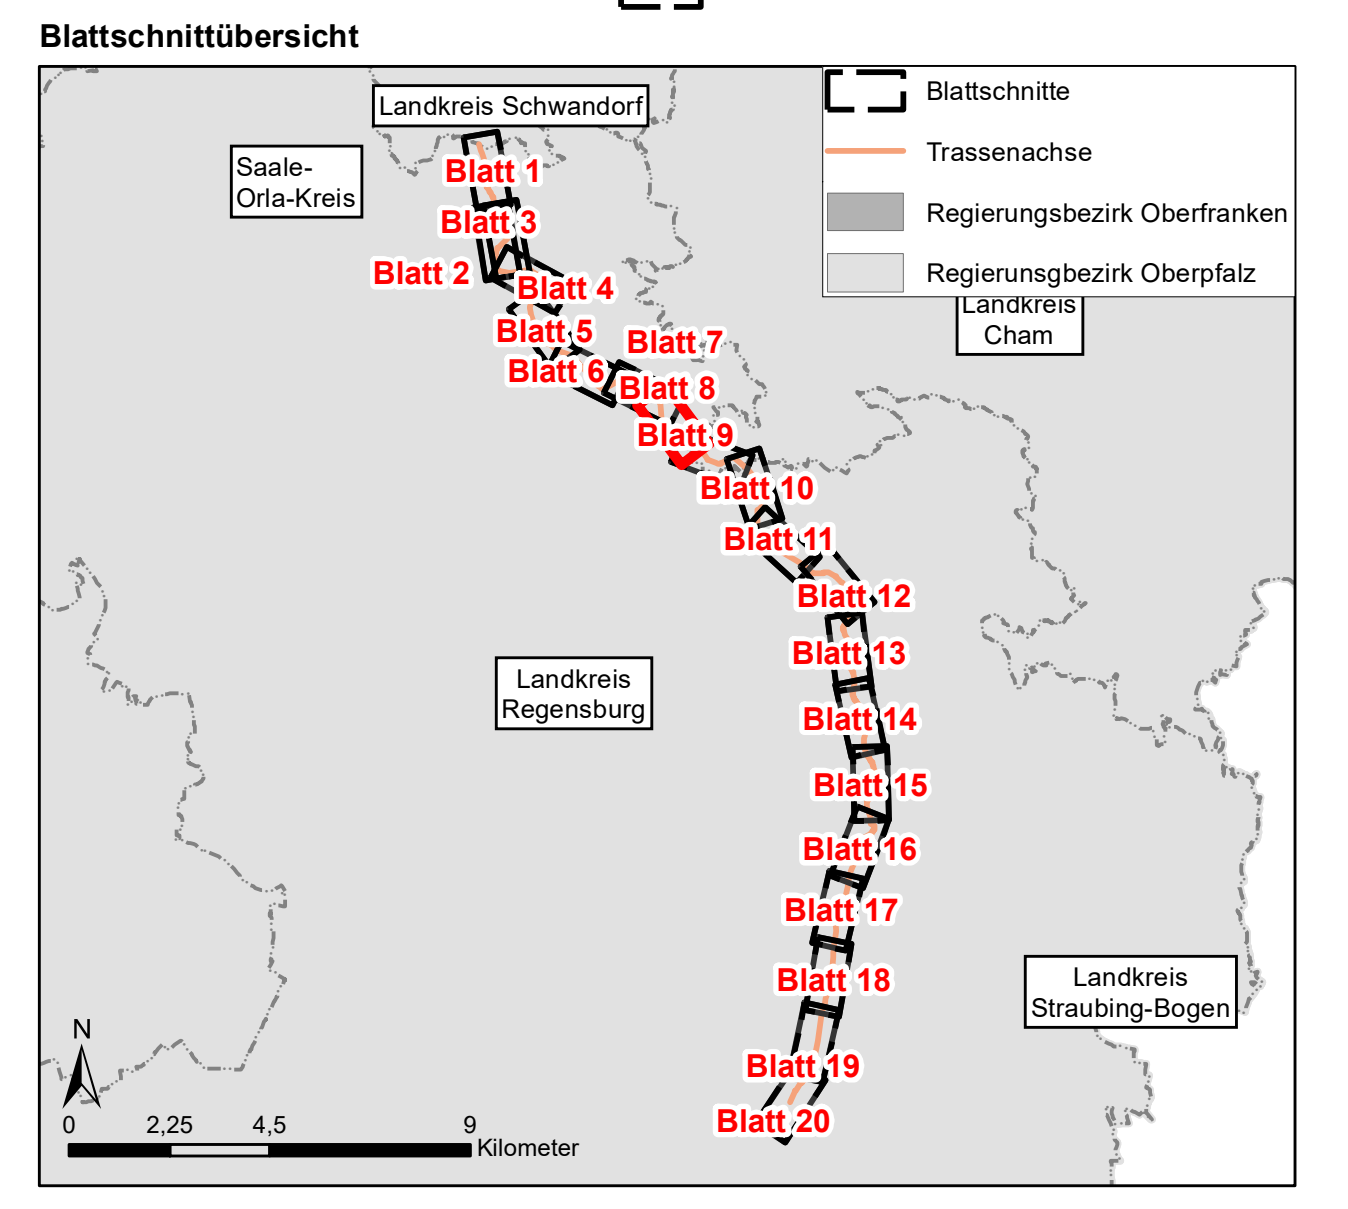 Blattschnittübersicht
Landkreis Schwandorf
Saale-
Orla-Kreis
Blattschnitte
Trassenachse
Regierungsbezirk Oberfranken
Regierunsgbezirk Oberpfalz
Landkreis
Cham
Blatt 1
Blatt 3
Blatt 2
Blatt 4
Blatt 5
Blatt 7
Blatt 6
Blatt 8
Blatt 9
Blatt 10
Blatt 11
Blatt 12
Blatt 13
Landkreis
Regensburg
Blatt 14
Blatt 15
Blatt 16
Blatt 17
Blatt 18
Landkreis
Straubing-Bogen
Blatt 19
Blatt 20
N
0 2,25 4,5 9
Kilometer